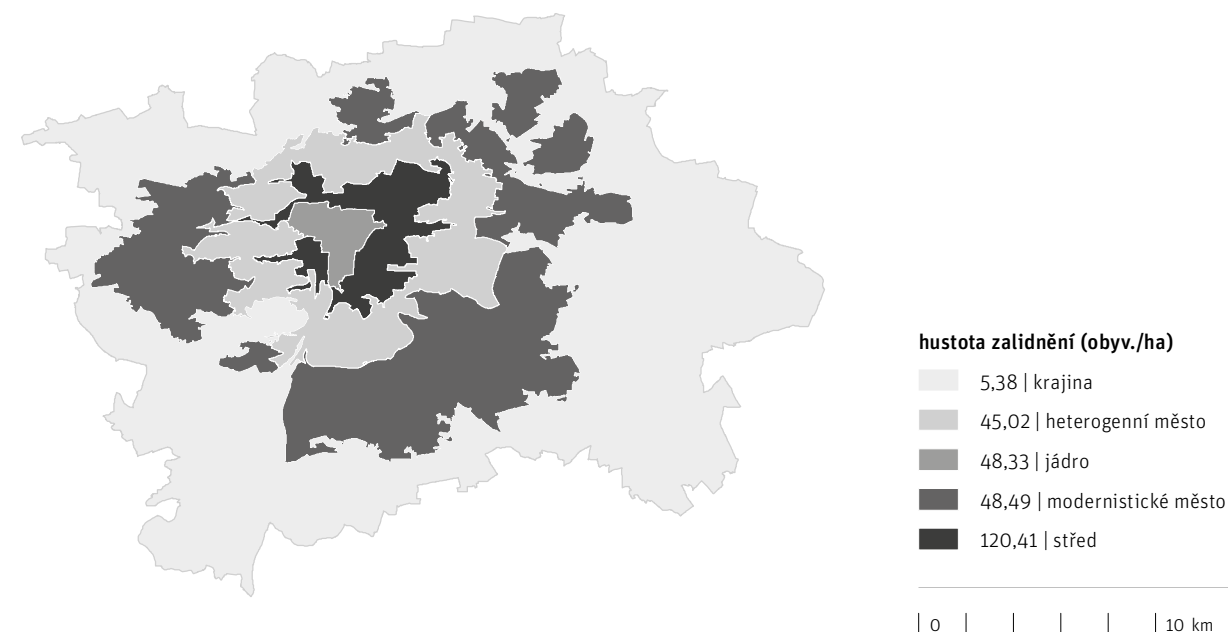 hustota zalidnění (obyv./ha)
5,38 | krajina
45,02 | heterogenní město
48,33 | jádro
48,49 | modernistické město
120,41 | střed
0 10 km